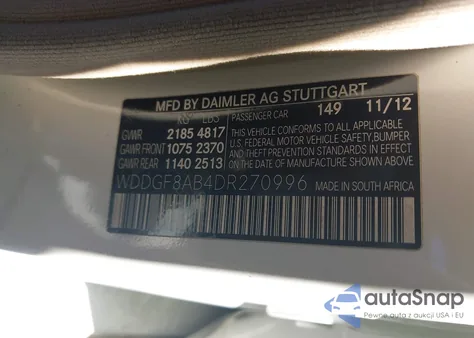 MFD BY DAIMLER AG STUTTGART
KG LBS PASSENGER CAR 149 11/12
GVWR 2185 4817 THIS VEHICLE CONFORMS TO ALL APPLICABLE
U.S. FEDERAL MOTOR VEHICLE SAFETY, BUMPER
GAWR FRONT 1075 2370 AND THEFT PREVENTION STANDARDS IN EFFECT
GAWR REAR 1140 2513 ON THE DATE OF MANUFACTURE SHOWN ABOVE.
WDDGF8AB4DR270996 MADE IN SOUTH AFRICA
autoSnap
Pewne auta z aukcji USA i EU